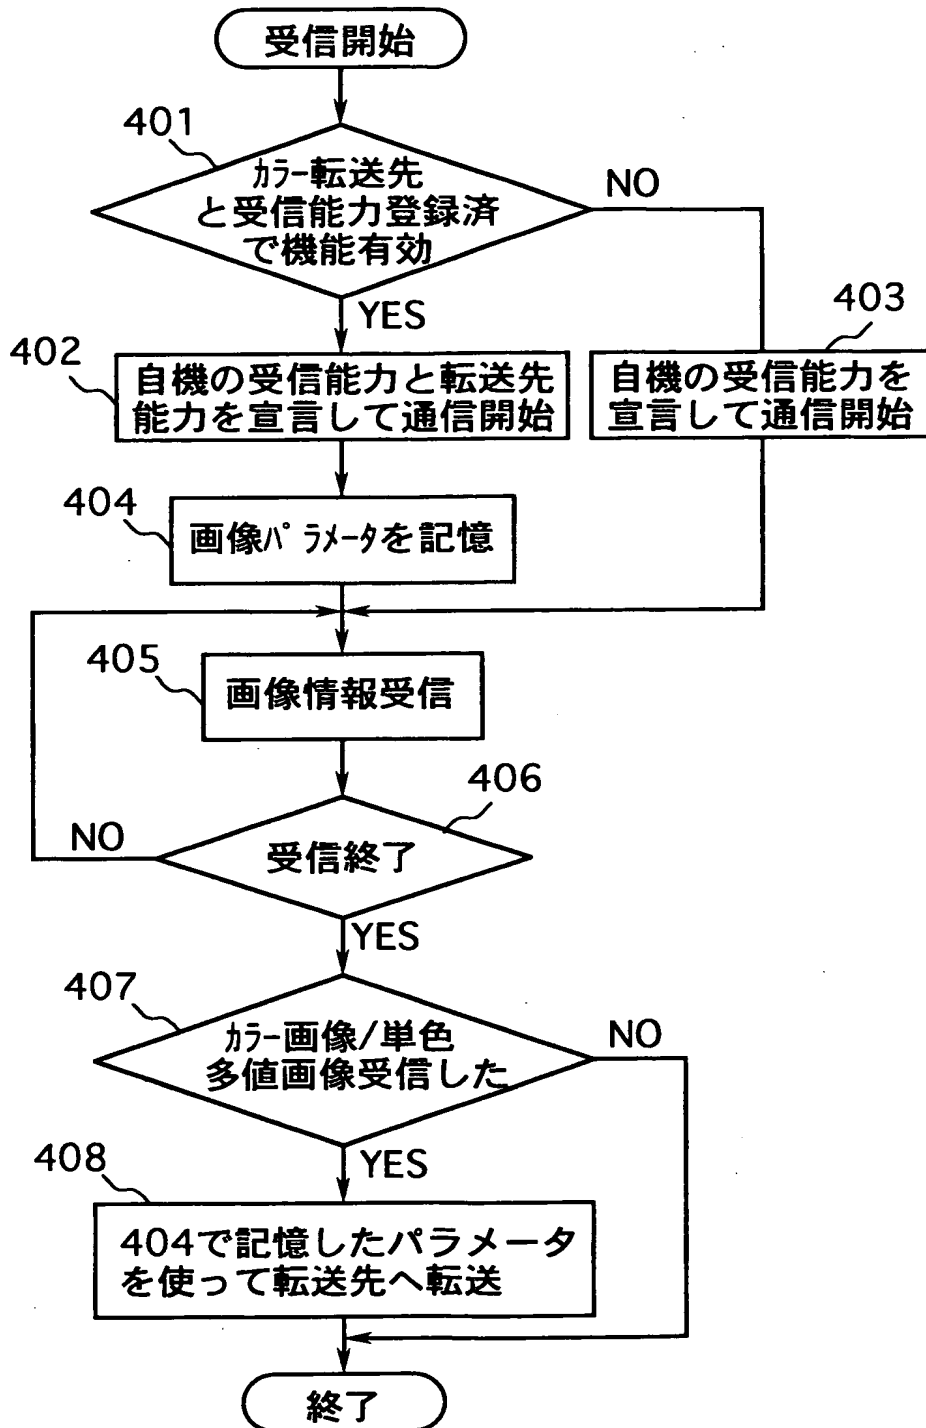 受信開始
401
カラー転送先
と受信能力登録済
で機能有効
NO
YES
403
402
自機の受信能力と転送先
能力を宣言して通信開始
自機の受信能力を
宣言して通信開始
404
画像パラメータを記憶
405
画像情報受信
406
NO
受信終了
YES
407
カラー画像/単色
多値画像受信した
NO
YES
408
404で記憶したパラメータ
を使って転送先へ転送
終了